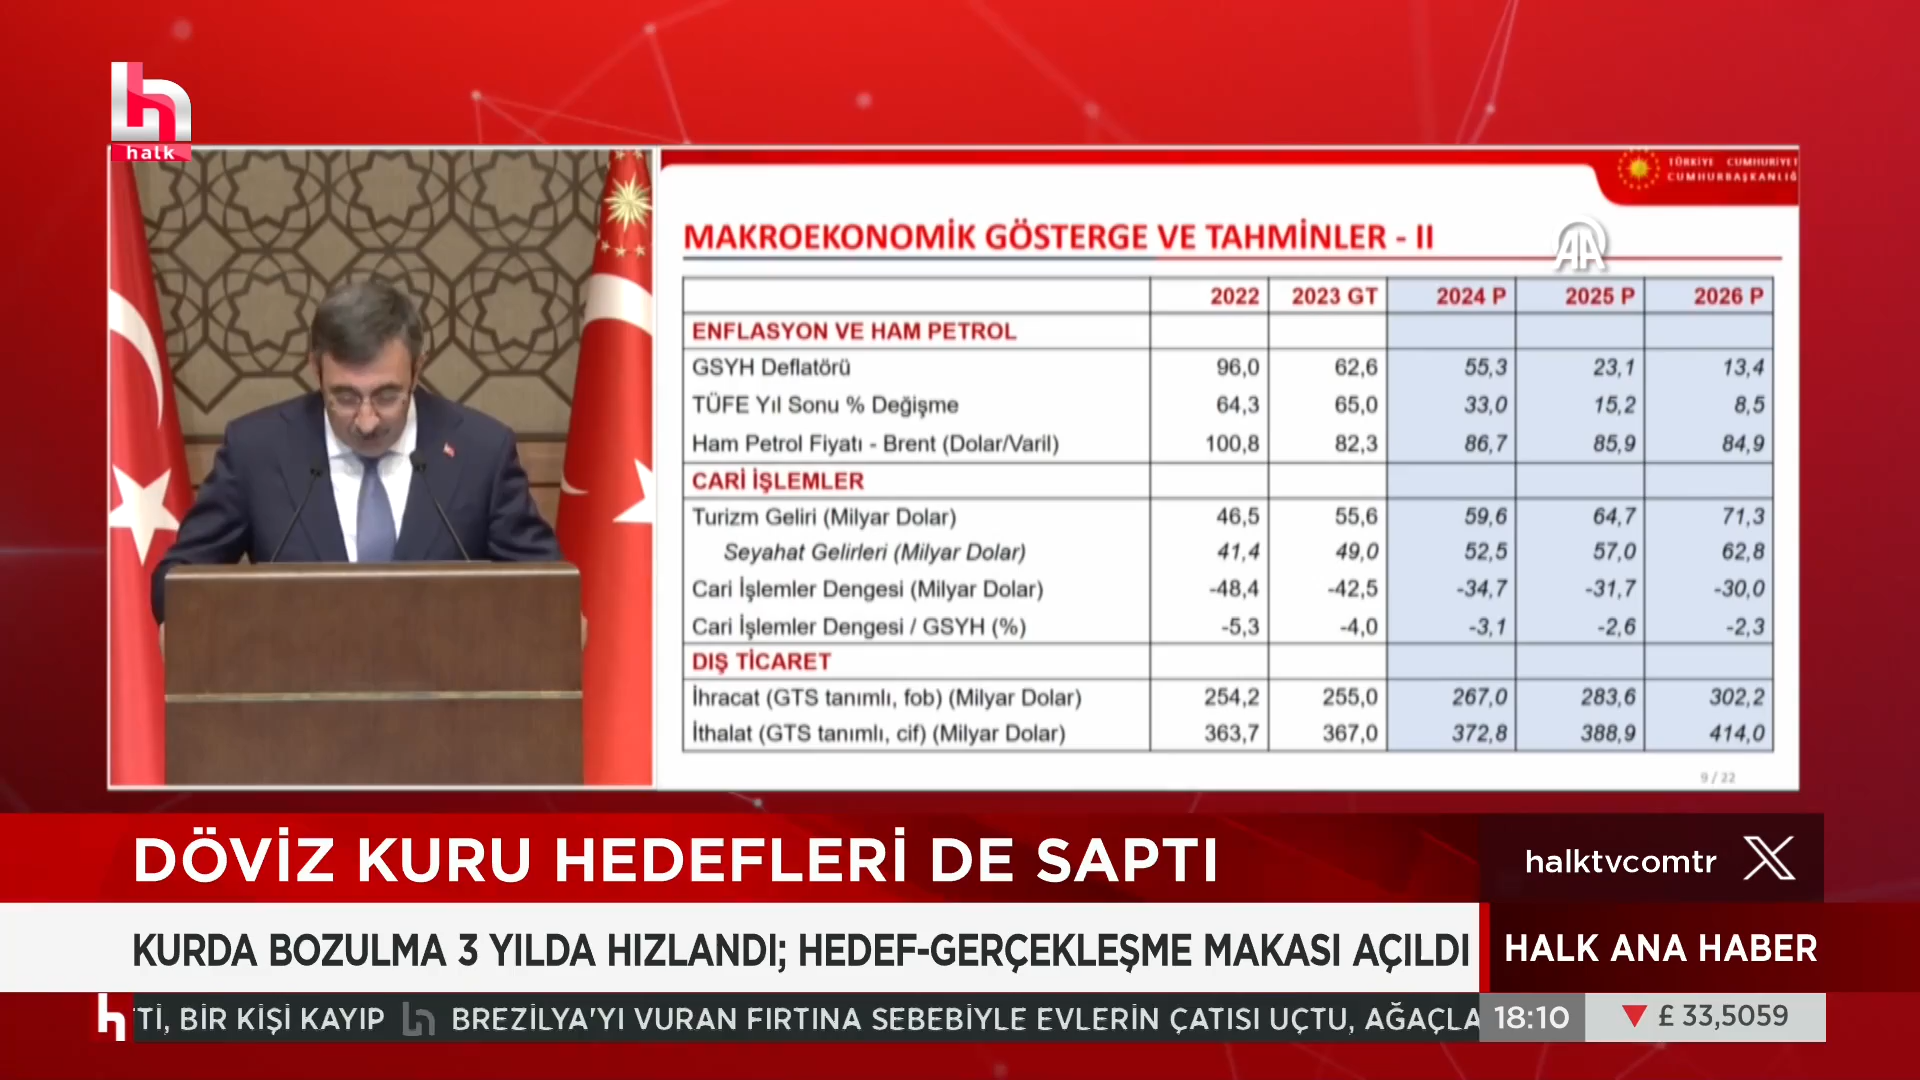 halk
TÜRKİYE CUMHURİYET
CUMHURBAŞKANLIĞ
MAKROEKONOMİK GÖSTERGE VE TAHMİNLER - II
AA
2022 2023 GT 2024 P 2025 P 2026 P
ENFLASYON VE HAM PETROL
GSYH Deflatörü 96,0 62,6 55,3 23,1 13,4
TÜFE Yıl Sonu % Değişme 64,3 65,0 33,0 15,2 8,5
Ham Petrol Fiyatı - Brent (Dolar/Varil) 100,8 82,3 86,7 85,9 84,9
CARİ İŞLEMLER
Turizm Geliri (Milyar Dolar) 46,5 55,6 59,6 64,7 71,3
Seyahat Gelirleri (Milyar Dolar) 41,4 49,0 52,5 57,0 62,8
Cari İşlemler Dengesi (Milyar Dolar) -48,4 -42,5 -34,7 -31,7 -30,0
Cari İşlemler Dengesi / GSYH (%) -5,3 -4,0 -3,1 -2,6 -2,3
DIŞ TİCARET
İhracat (GTS tanımlı, fob) (Milyar Dolar) 254,2 255,0 267,0 283,6 302,2
İthalat (GTS tanımlı, cif) (Milyar Dolar) 363,7 367,0 372,8 388,9 414,0
9 / 22
DÖVİZ KURU HEDEFLERİ DE SAPTI
halktvcomtr X
KURDA BOZULMA 3 YILDA HIZLANDI; HEDEF-GERÇEKLEŞME MAKASI AÇILDI
HALK ANA HABER
Tİ, BİR KİŞİ KAYIP BREZİLYA'YI VURAN FIRTINA SEBEBİYLE EVLERİN ÇATISI UÇTU, AĞAÇLA
18:10
£ 33,5059